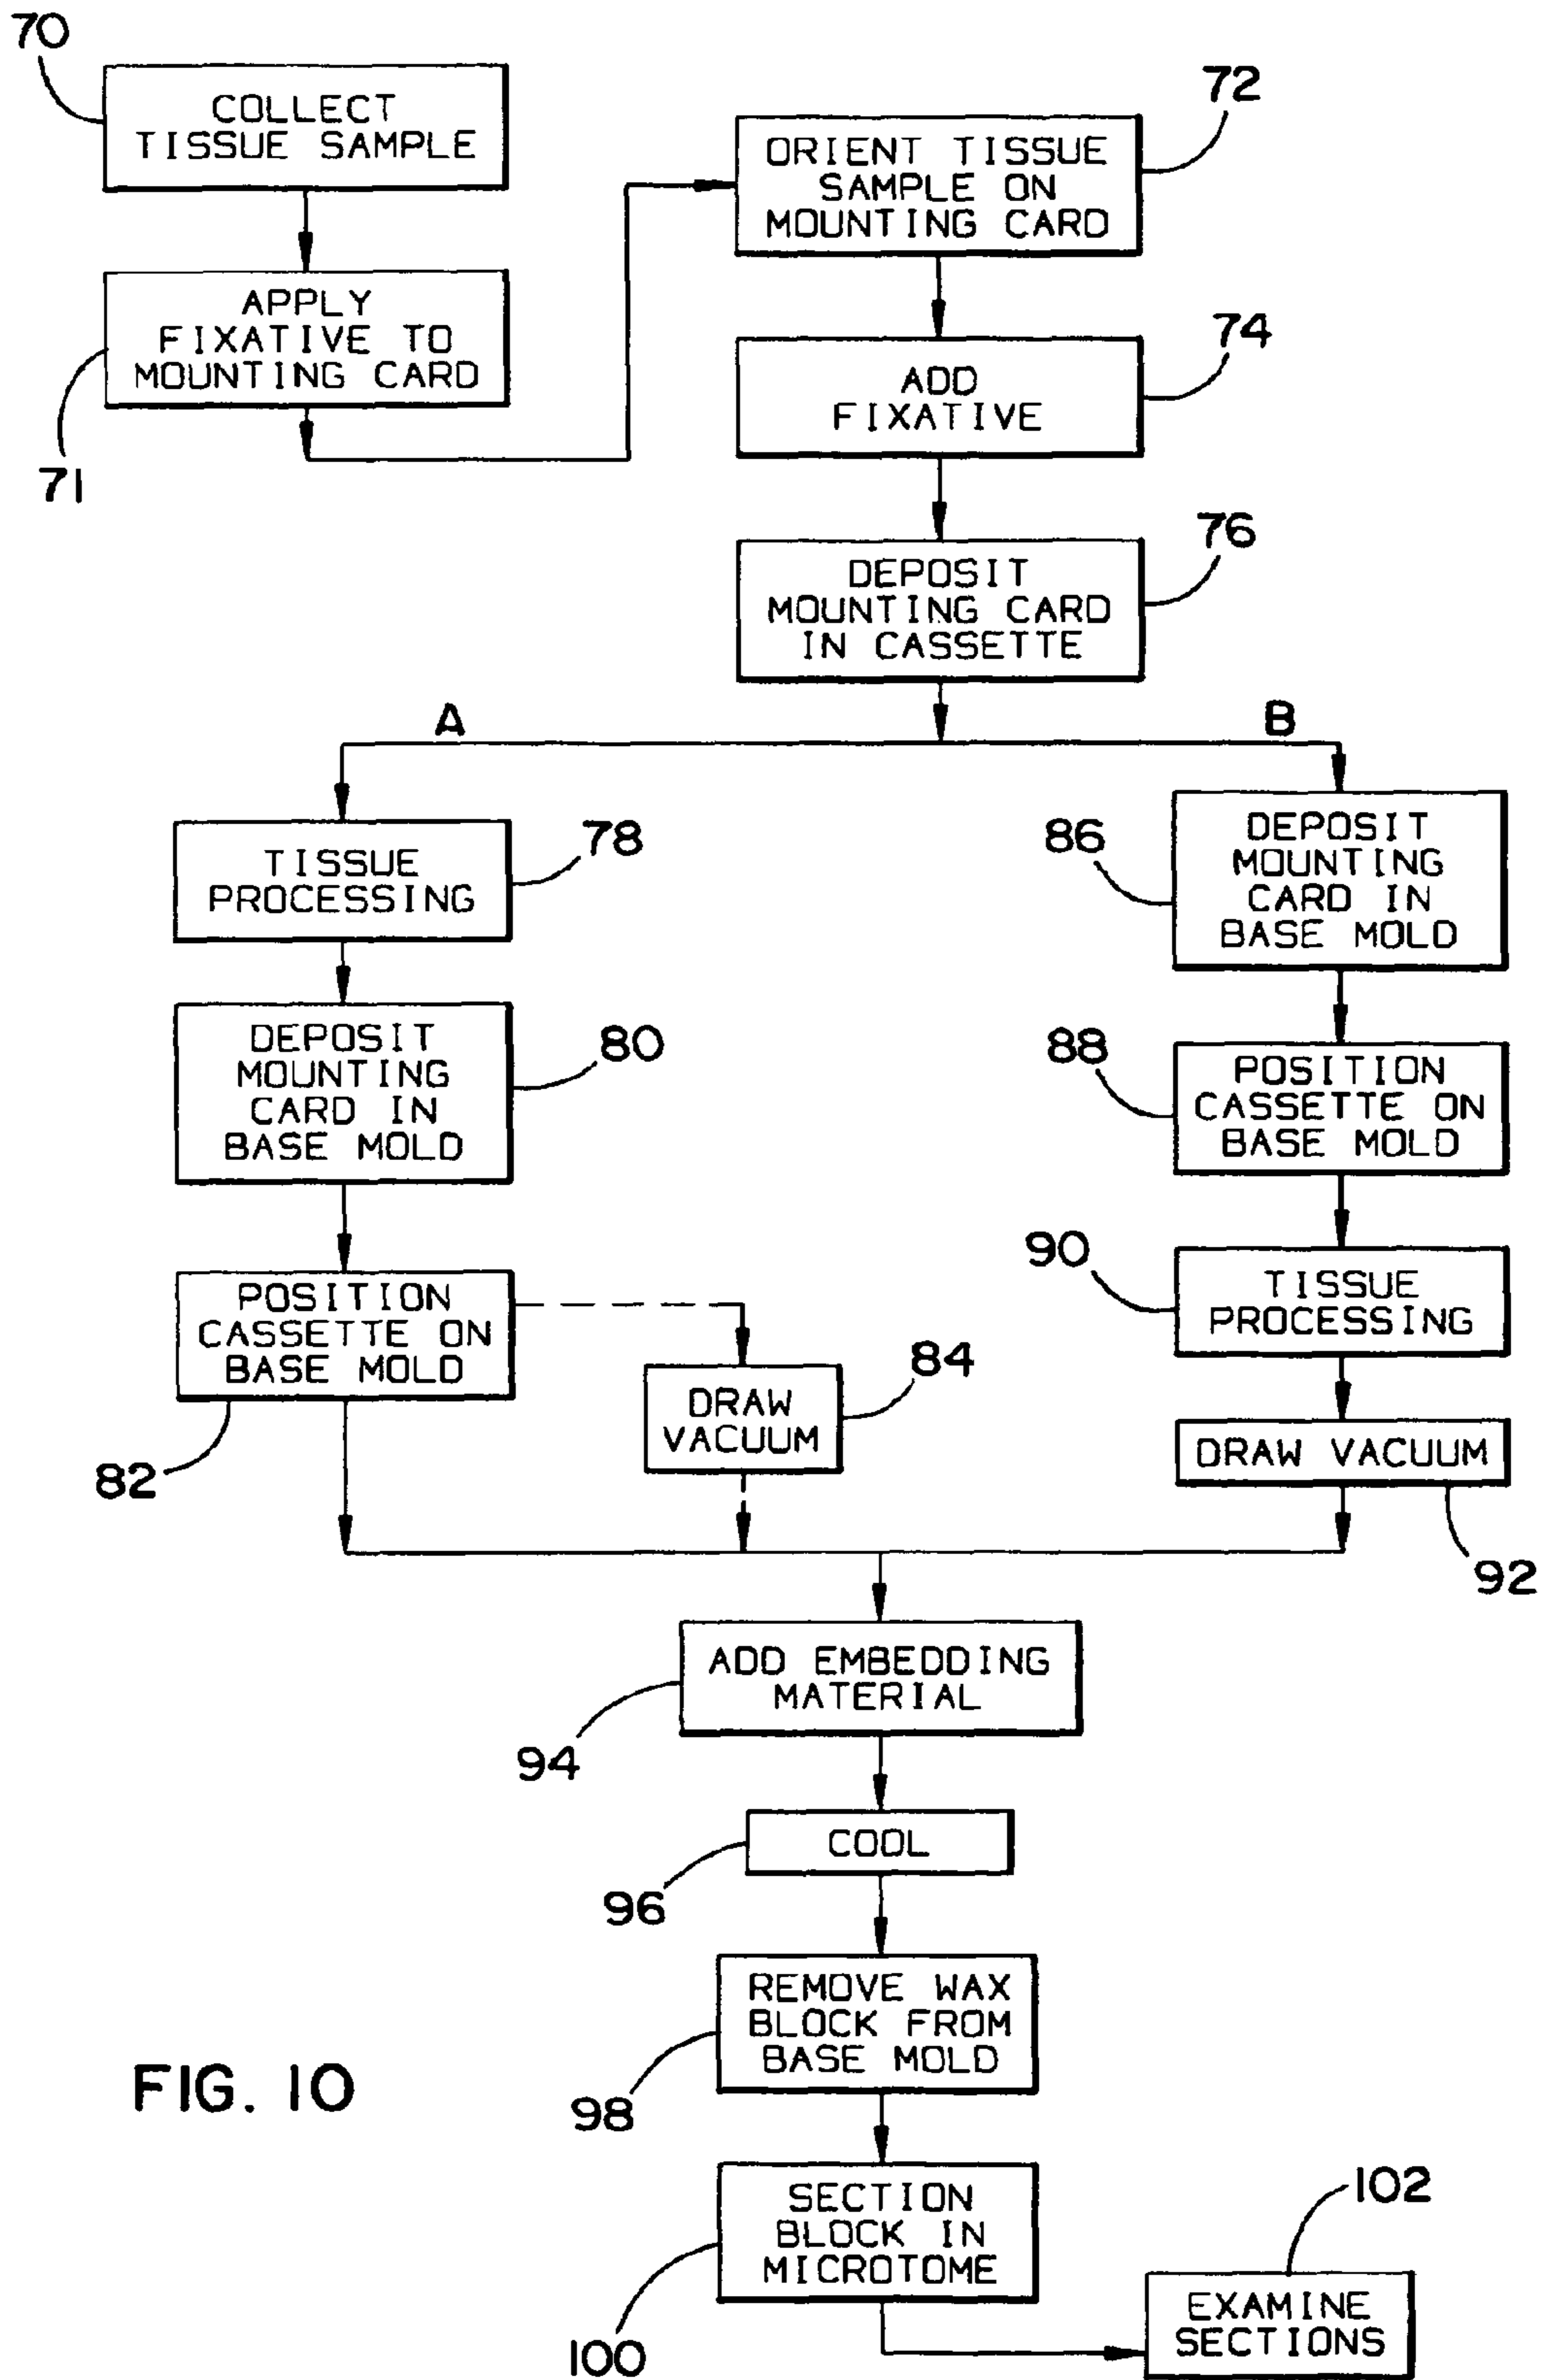 70
COLLECT
TISSUE SAMPLE
APPLY
FIXATIVE TO
MOUNTING CARD
71
72
ORIENT TISSUE
SAMPLE ON
MOUNTING CARD
74
ADD
FIXATIVE
76
DEPOSIT
MOUNTING CARD
IN CASSETTE
A
B
TISSUE
PROCESSING
78
DEPOSIT
MOUNTING
CARD IN
BASE MOLD
80
POSITION
CASSETTE ON
BASE MOLD
82
DRAW
VACUUM
84
86
DEPOSIT
MOUNTING
CARD IN
BASE MOLD
88
POSITION
CASSETTE ON
BASE MOLD
90
TISSUE
PROCESSING
DRAW VACUUM
92
ADD EMBEDDING
MATERIAL
94
COOL
96
REMOVE WAX
BLOCK FROM
BASE MOLD
98
SECTION
BLOCK IN
MICROTOME
100
102
EXAMINE
SECTIONS
FIG. 10